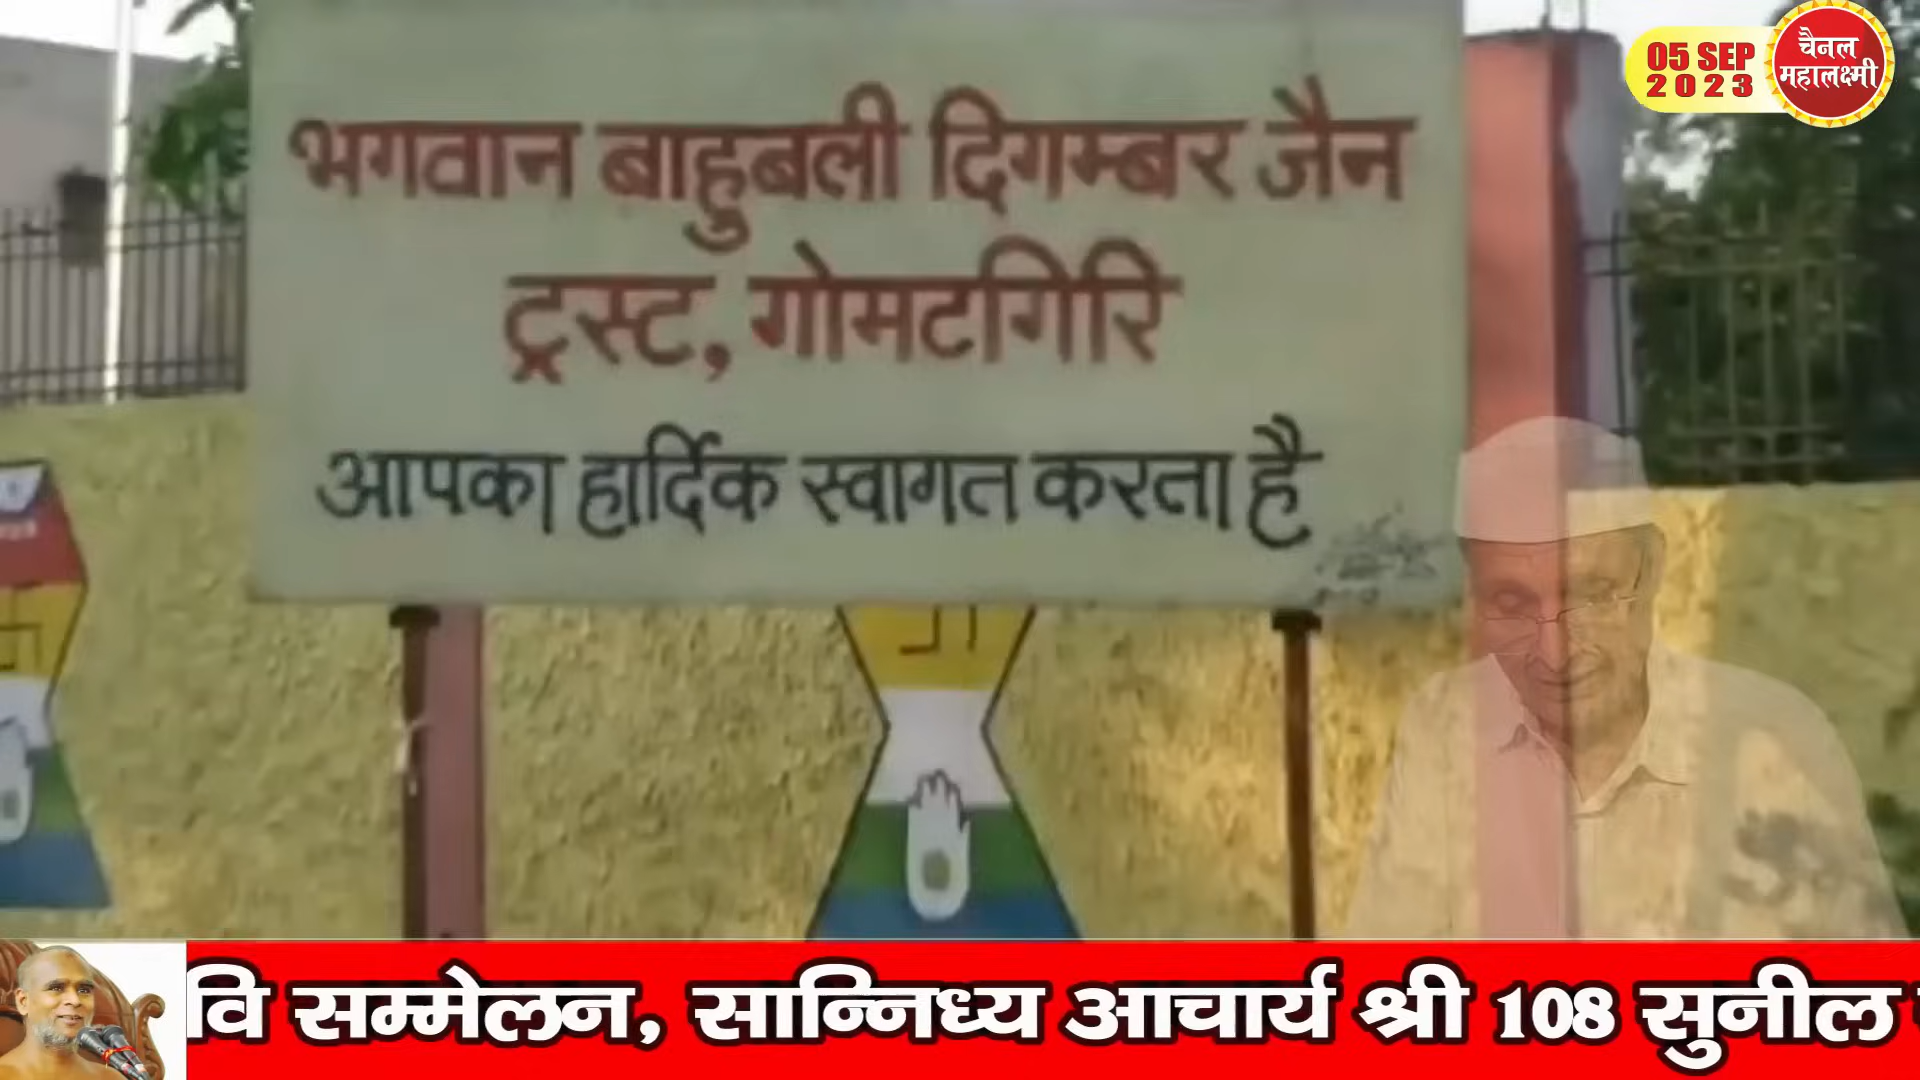 05 SEP
2023
चैनल
महालक्ष्मी
भगवान बाहुबली दिगम्बर जैन
ट्रस्ट, गोमटगिरि
आपका हार्दिक स्वागत करता है
वि सम्मेलन, सान्निध्य आचार्य श्री 108 सुनील